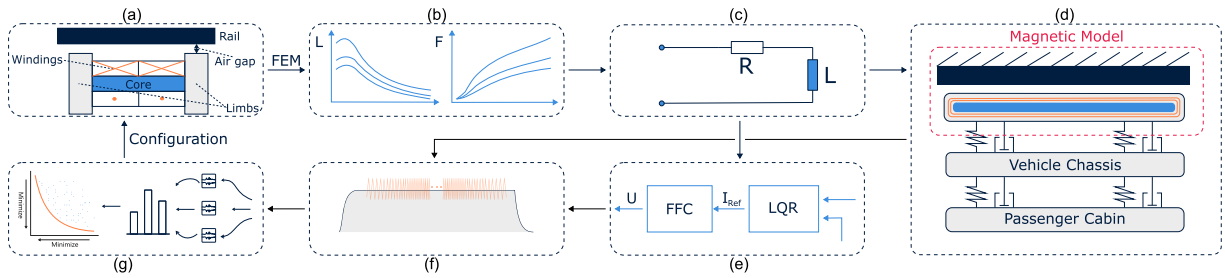 (a)
Rail
Windings
Air gap
Core
Limbs
FEM
(b)
L
F
(c)
R
L
(d)
Magnetic Model
Vehicle Chassis
Passenger Cabin
Configuration
(g)
Minimize
Minimize
(f)
(e)
U
FFC
I_Ref
LQR